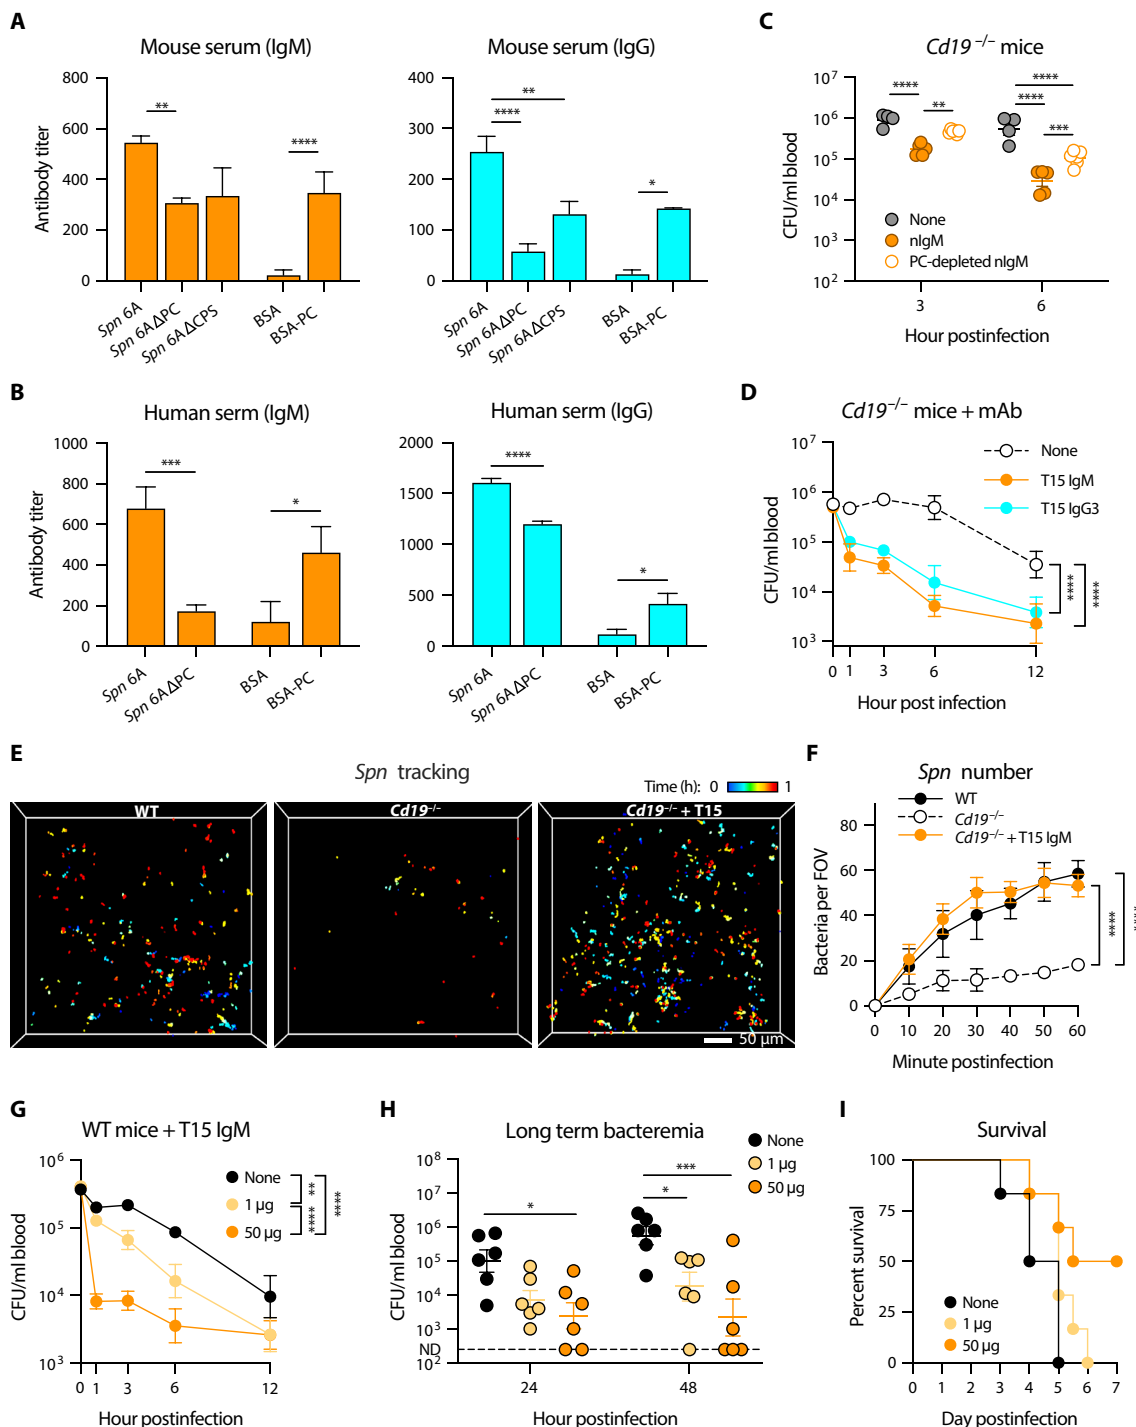 A
Mouse serum (IgM)
Antibody titer
800
600
400
200
0
**
****
Spn 6A
Spn 6AΔPC
Spn 6AΔCPS
BSA
BSA-PC
Mouse serum (IgG)
400
300
200
100
0
**
****
*
Spn 6A
Spn 6AΔPC
Spn 6AΔCPS
BSA
BSA-PC
C
Cd19−/− mice
CFU/ml blood
10⁷
10⁶
10⁵
10⁴
10³
10²
****
**
****
****
***
None
nIgM
PC-depleted nIgM
3
6
Hour postinfection
B
Human serm (IgM)
Antibody titer
1000
800
600
400
200
0
***
*
Spn 6A
Spn 6AΔPC
BSA
BSA-PC
Human serm (IgG)
2000
1500
1000
500
0
****
*
Spn 6A
Spn 6AΔPC
BSA
BSA-PC
D
Cd19−/− mice + mAb
CFU/ml blood
10⁷
10⁶
10⁵
10⁴
10³
None
T15 IgM
T15 IgG3
****
****
0 1 3 6 12
Hour post infection
E
Spn tracking
Time (h): 0 1
WT
Cd19−/−
Cd19−/− + T15
50 µm
F
Spn number
WT
Cd19−/−
Cd19−/− + T15 IgM
Bacteria per FOV
80
60
40
20
0
****
****
0 10 20 30 40 50 60
Minute postinfection
G
WT mice + T15 IgM
CFU/ml blood
10⁶
10⁵
10⁴
10³
None
1 µg
50 µg
**
****
****
0 1 3 6 12
Hour postinfection
H
Long term bacteremia
CFU/ml blood
10⁸
10⁷
10⁶
10⁵
10⁴
10³
ND
10²
None
1 µg
50 µg
*
***
*
24
48
Hour postinfection
I
Survival
Percent survival
100
75
50
25
0
None
1 µg
50 µg
0 1 2 3 4 5 6 7
Day postinfection